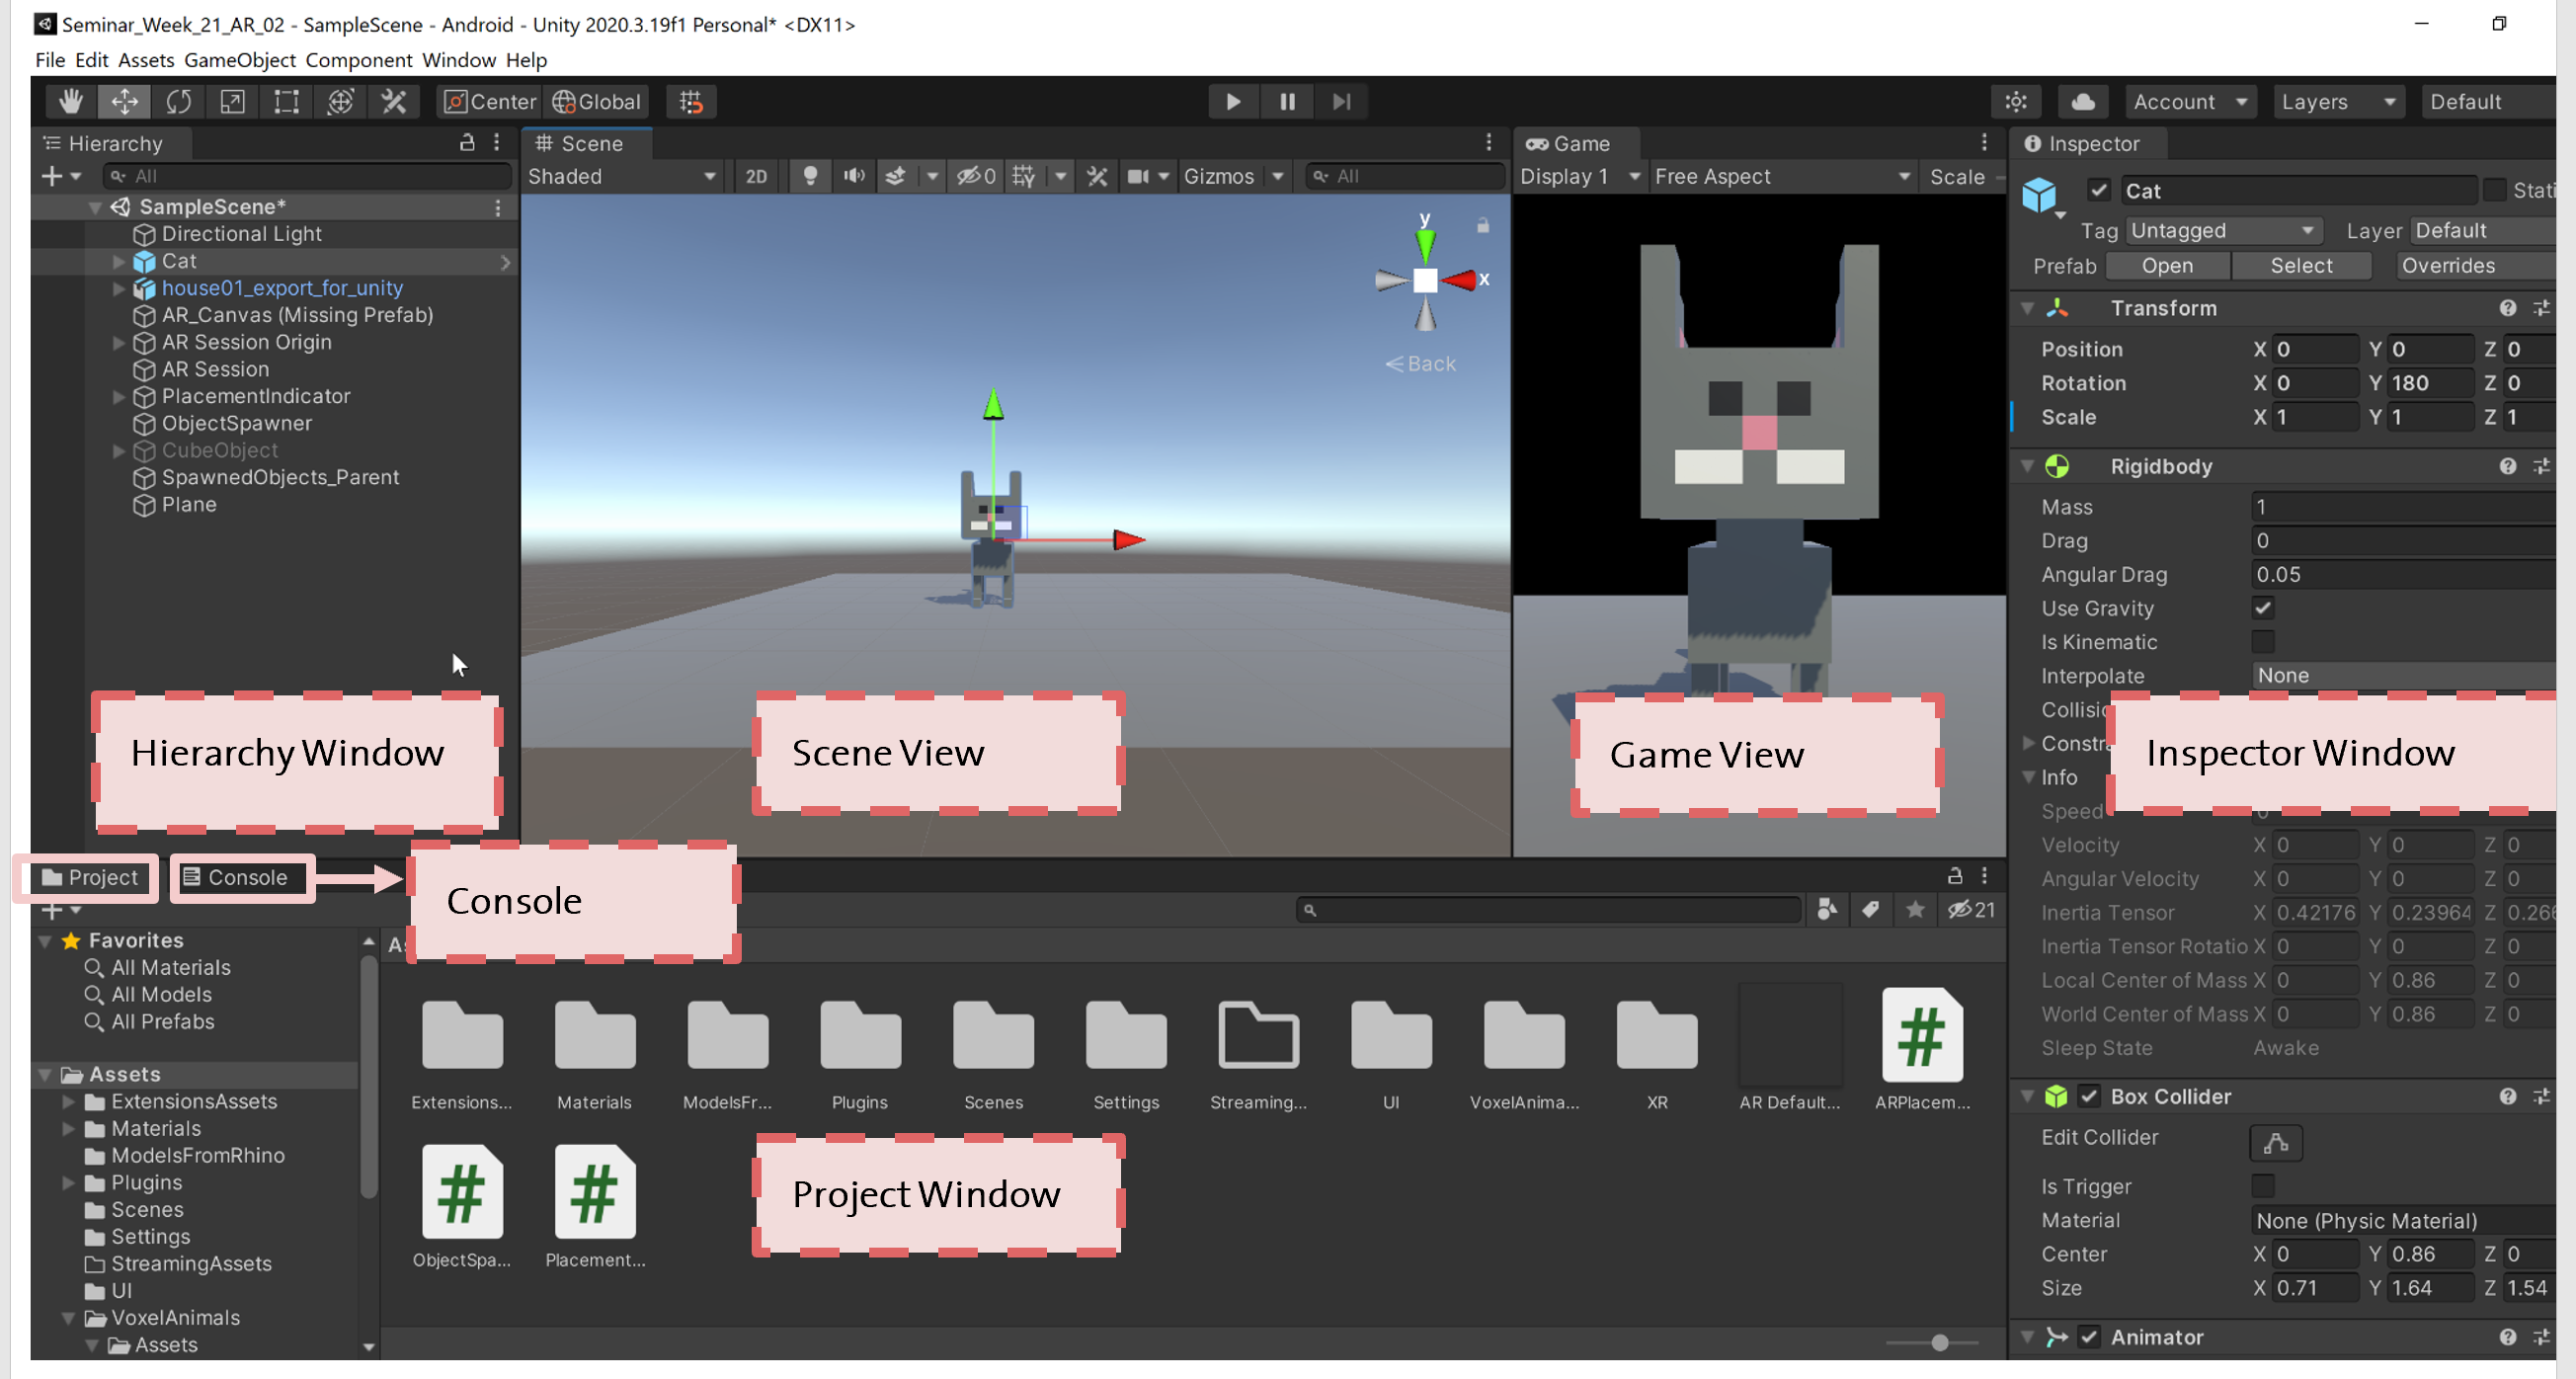 Seminar_Week_21_AR_02 - SampleScene - Android - Unity 2020.3.19f1 Personal* <DX11>
File Edit Assets GameObject Component Window Help
Center Global Account Layers Default
Hierarchy
All
SampleScene*
Directional Light
Cat
house01_export_for_unity
AR_Canvas (Missing Prefab)
AR Session Origin
AR Session
PlacementIndicator
ObjectSpawner
CubeObject
SpawnedObjects_Parent
Plane
Hierarchy Window
Scene
Shaded 2D 0 Gizmos All
y
x
Back
Scene View
Game
Display 1 Free Aspect Scale
Game View
Inspector
Cat Stati
Tag Untagged Layer Default
Prefab Open Select Overrides
Transform
Position X 0 Y 0 Z 0
Rotation X 0 Y 180 Z 0
Scale X 1 Y 1 Z 1
Rigidbody
Mass 1
Drag 0
Angular Drag 0.05
Use Gravity
Is Kinematic
Interpolate None
Collisi
Constr
Info
Inspector Window
Speed 0
Velocity X 0 Y 0 Z 0
Angular Velocity X 0 Y 0 Z 0
Inertia Tensor X 0.42176 Y 0.23964 Z 0.266
Inertia Tensor Rotatio X 0 Y 0 Z 0
Local Center of Mass X 0 Y 0.86 Z 0
World Center of Mass X 0 Y 0.86 Z 0
Sleep State Awake
Box Collider
Edit Collider
Is Trigger
Material None (Physic Material)
Center X 0 Y 0.86 Z 0
Size X 0.71 Y 1.64 Z 1.54
Animator
Project Console
Console
21
Favorites
All Materials
All Models
All Prefabs
Assets
ExtensionsAssets
Materials
ModelsFromRhino
Plugins
Scenes
Settings
StreamingAssets
UI
VoxelAnimals
Assets
As
Extensions... Materials ModelsFr... Plugins Scenes Settings Streaming... UI VoxelAnima... XR AR Default... ARPlacem...
ObjectSpa... Placement...
Project Window